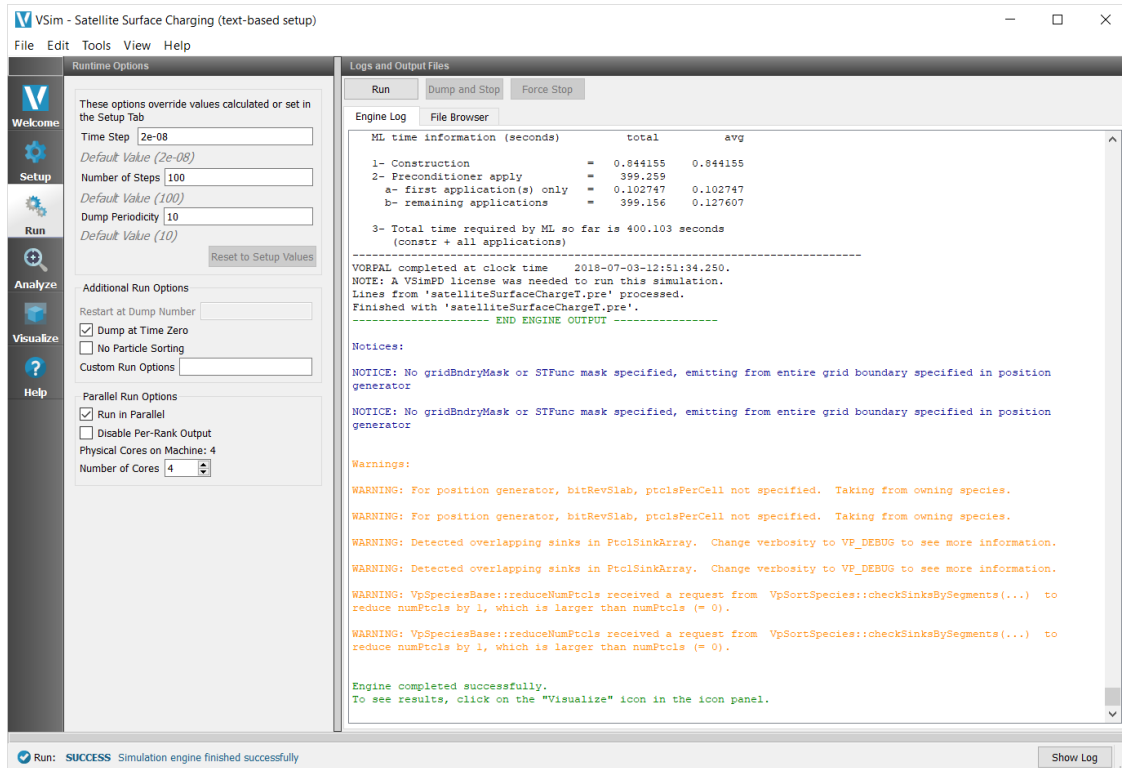 VSim - Satellite Surface Charging (text-based setup)
File Edit Tools View Help
Runtime Options
Welcome
Setup
Run
Analyze
Visualize
Help
These options override values calculated or set in
the Setup Tab
Time Step 2e-08
Default Value (2e-08)
Number of Steps 100
Default Value (100)
Dump Periodicity 10
Default Value (10)
Reset to Setup Values
Additional Run Options
Restart at Dump Number
Dump at Time Zero
No Particle Sorting
Custom Run Options
Parallel Run Options
Run in Parallel
Disable Per-Rank Output
Physical Cores on Machine: 4
Number of Cores 4
Logs and Output Files
Run Dump and Stop Force Stop
Engine Log File Browser
ML time information (seconds) total avg
1- Construction = 0.844155 0.844155
2- Preconditioner apply = 399.259
a- first application(s) only = 0.102747 0.102747
b- remaining applications = 399.156 0.127607
3- Total time required by ML so far is 400.103 seconds
(constr + all applications)
--------------------------------------------------------------------------
VORPAL completed at clock time 2018-07-03-12:51:34.250.
NOTE: A VSimPD license was needed to run this simulation.
Lines from 'satelliteSurfaceChargeT.pre' processed.
Finished with 'satelliteSurfaceChargeT.pre'.
-------------------- END ENGINE OUTPUT ---------------
Notices:
NOTICE: No gridBndryMask or STFunc mask specified, emitting from entire grid boundary specified in position
generator
NOTICE: No gridBndryMask or STFunc mask specified, emitting from entire grid boundary specified in position
generator
Warnings:
WARNING: For position generator, bitRevSlab, ptclsPerCell not specified. Taking from owning species.
WARNING: For position generator, bitRevSlab, ptclsPerCell not specified. Taking from owning species.
WARNING: Detected overlapping sinks in PtclSinkArray. Change verbosity to VP_DEBUG to see more information.
WARNING: Detected overlapping sinks in PtclSinkArray. Change verbosity to VP_DEBUG to see more information.
WARNING: VpSpeciesBase::reduceNumPtcls received a request from VpSortSpecies::checkSinksBySegments(...) to
reduce numPtcls by 1, which is larger than numPtcls (= 0).
WARNING: VpSpeciesBase::reduceNumPtcls received a request from VpSortSpecies::checkSinksBySegments(...) to
reduce numPtcls by 1, which is larger than numPtcls (= 0).
Engine completed successfully.
To see results, click on the "Visualize" icon in the icon panel.
Run: SUCCESS Simulation engine finished successfully
Show Log